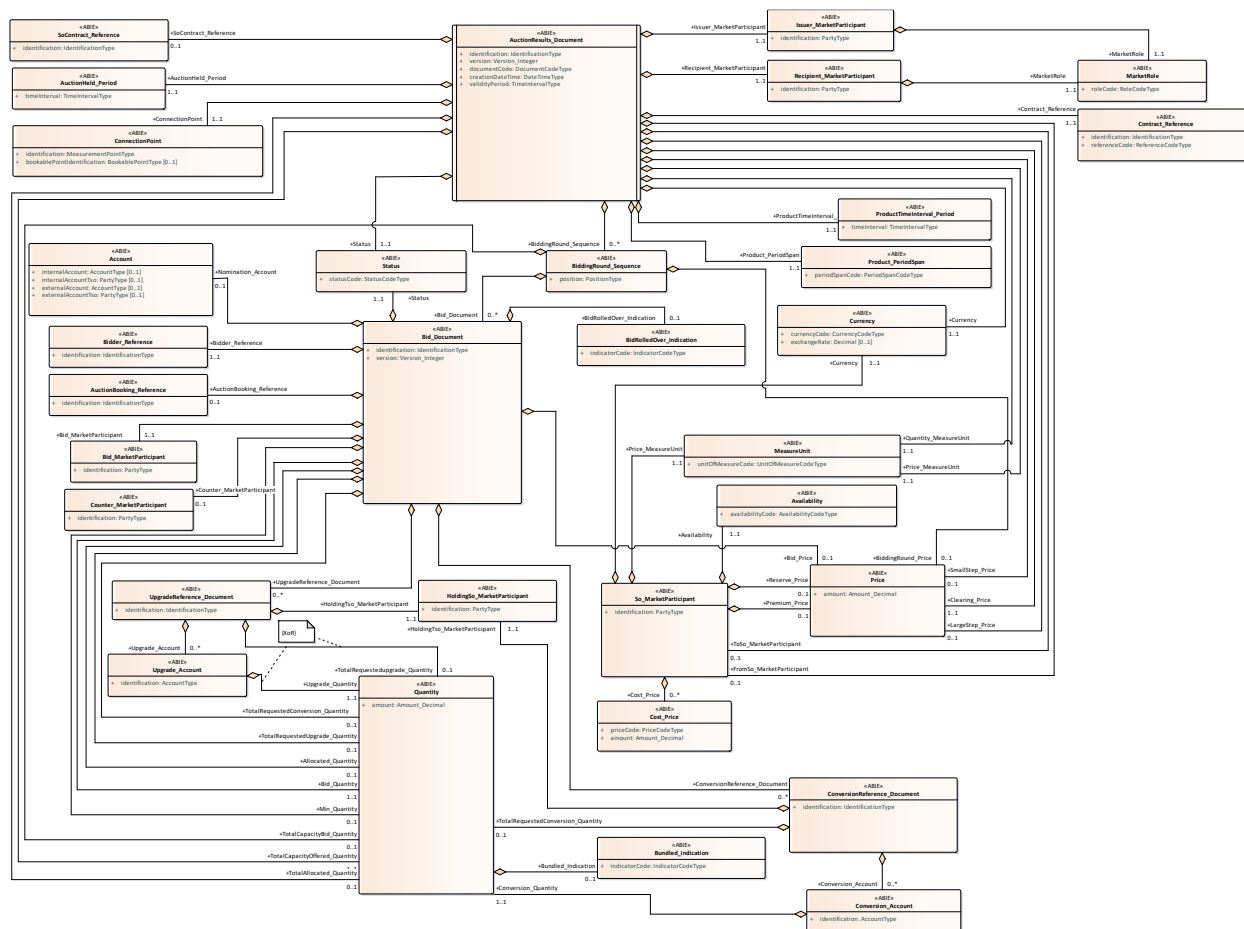 «ABIE»
SoContract_Reference
+ identification: IdentificationType
+SoContract_Reference
0..1
«ABIE»
AuctionHeld_Period
+ timeInterval: TimeIntervalType
+AuctionHeld_Period
1..1
+ConnectionPoint
1..1
«ABIE»
ConnectionPoint
+ identification: MeasurementPointType
+ bookablePointIdentification: BookablePointType [0..1]
«ABIE»
AuctionResults_Document
+ identification: IdentificationType
+ version: Version_Integer
+ documentCode: DocumentCodeType
+ creationDateTime: DateTimeType
+ validityPeriod: TimeIntervalType
+Issuer_MarketParticipant
1..1
«ABIE»
Issuer_MarketParticipant
+ identification: PartyType
+MarketRole
1..1
+Recipient_MarketParticipant
1..1
«ABIE»
Recipient_MarketParticipant
+ identification: PartyType
+MarketRole
1..1
«ABIE»
MarketRole
+ roleCode: RoleCodeType
+Contract_Reference
1..1
«ABIE»
Contract_Reference
+ identification: IdentificationType
+ referenceCode: ReferenceCodeType
+ProductTimeInterval_
1..1
«ABIE»
ProductTimeInterval_Period
+ timeInterval: TimeIntervalType
+Product_PeriodSpan
1..1
«ABIE»
Product_PeriodSpan
+ periodSpanCode: PeriodSpanCodeType
«ABIE»
Account
+ internalAccount: AccountType [0..1]
+ internalAccountTso: PartyType [0..1]
+ externalAccount: AccountType [0..1]
+ externalAccountTso: PartyType [0..1]
+Nomination_Account
0..1
+Status
1..1
«ABIE»
Status
+ statusCode: StatusCodeType
1..1
+Status
+BiddingRound_Sequence
0..*
«ABIE»
BiddingRound_Sequence
+ position: PositionType
+Bid_Document
0..*
«ABIE»
Bid_Document
+ identification: IdentificationType
+ version: Version_Integer
+BidRolledOver_Indication
0..1
«ABIE»
BidRolledOver_Indication
+ indicatorCode: IndicatorCodeType
«ABIE»
Currency
+ currencyCode: CurrencyCodeType
+ exchangeRate: Decimal [0..1]
+Currency
1..1
+Currency
1..1
«ABIE»
Bidder_Reference
+ identification: IdentificationType
+Bidder_Reference
1..1
«ABIE»
AuctionBooking_Reference
+ identification: IdentificationType
+AuctionBooking_Reference
0..1
+Bid_MarketParticipant
1..1
«ABIE»
Bid_MarketParticipant
+ identification: PartyType
«ABIE»
Counter_MarketParticipant
+ identification: PartyType
+Counter_MarketParticipant
0..1
+Price_MeasureUnit
1..1
«ABIE»
MeasureUnit
+ unitOfMeasureCode: UnitOfMeasureCodeType
+Quantity_MeasureUnit
1..1
+Price_MeasureUnit
1..1
«ABIE»
Availability
+ availabilityCode: AvailabilityCodeType
+Availability
1..1
+Bid_Price
0..1
+BiddingRound_Price
0..1
«ABIE»
Price
+ amount: Amount_Decimal
+SmallStep_Price
0..1
+Clearing_Price
1..1
+LargeStep_Price
0..1
+Reserve_Price
0..1
+Premium_Price
0..1
«ABIE»
So_MarketParticipant
+ identification: PartyType
+ToSo_MarketParticipant
0..1
+FromSo_MarketParticipant
0..1
+Cost_Price
0..*
«ABIE»
Cost_Price
+ priceCode: PriceCodeType
+ amount: Amount_Decimal
«ABIE»
UpgradeReference_Document
+ identification: IdentificationType
+UpgradeReference_Document
0..*
+HoldingTso_MarketParticipant
1..1
«ABIE»
HoldingSo_MarketParticipant
+ identification: PartyType
+HoldingTso_MarketParticipant
1..1
{XoR}
+Upgrade_Account
0..*
«ABIE»
Upgrade_Account
+ identification: AccountType
+TotalRequestedupgrade_Quantity
0..1
+Upgrade_Quantity
1..1
«ABIE»
Quantity
+ amount: Amount_Decimal
+TotalRequestedConversion_Quantity
0..1
+TotalRequestedUpgrade_Quantity
0..1
+Allocated_Quantity
0..1
+Bid_Quantity
1..1
+Min_Quantity
0..1
+TotalCapacityBid_Quantity
0..1
+TotalCapacityOffered_Quantity
+TotalAllocated_Quantity
0..1
+ConversionReference_Document
0..*
«ABIE»
ConversionReference_Document
+ identification: IdentificationType
+TotalRequestedConversion_Quantity
0..1
+Bundled_Indication
0..1
«ABIE»
Bundled_Indication
+ indicatorCode: IndicatorCodeType
+Conversion_Quantity
1..1
+Conversion_Account
0..*
«ABIE»
Conversion_Account
+ identification: AccountType